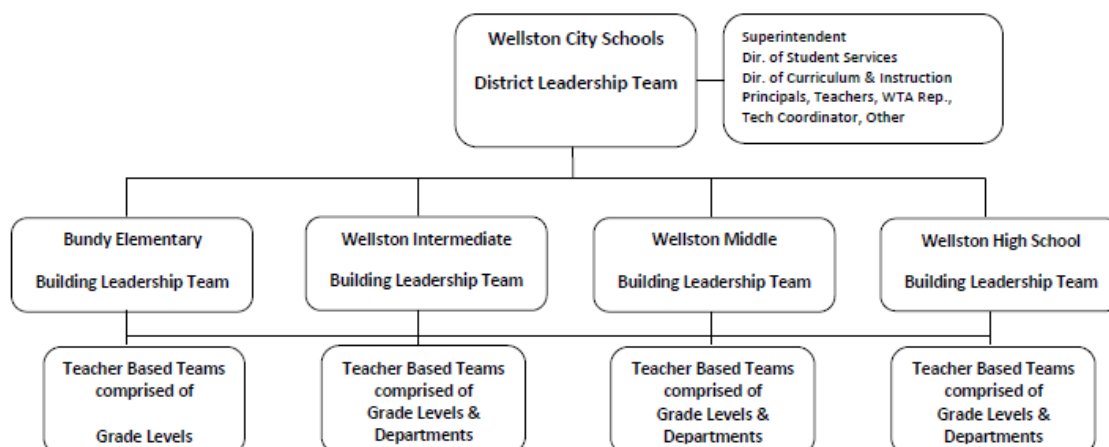 Wellston City Schools
District Leadership Team
Superintendent
Dir. of Student Services
Dir. of Curriculum & Instruction
Principals, Teachers, WTA Rep.,
Tech Coordinator, Other
Bundy Elementary
Building Leadership Team
Wellston Intermediate
Building Leadership Team
Wellston Middle
Building Leadership Team
Wellston High School
Building Leadership Team
Teacher Based Teams
comprised of
Grade Levels
Teacher Based Teams
comprised of
Grade Levels &
Departments
Teacher Based Teams
comprised of
Grade Levels &
Departments
Teacher Based Teams
comprised of
Grade Levels &
Departments